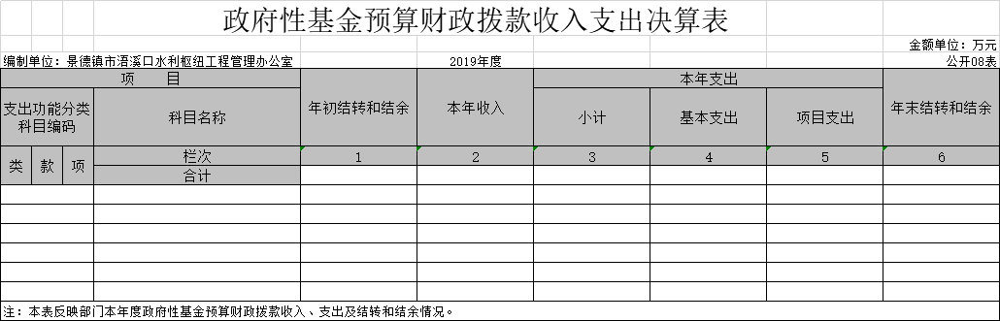 政府性基金预算财政拨款收入支出决算表
金额单位：万元
编制单位：景德镇市浯溪口水利枢纽工程管理办公室 2019年度 公开08表
项 目 年初结转和结余 本年收入 本年支出 年末结转和结余
支出功能分类科目编码 科目名称 小计 基本支出 项目支出
类 款 项 栏次 1 2 3 4 5 6
合计
注：本表反映部门本年度政府性基金预算财政拨款收入、支出及结转和结余情况。